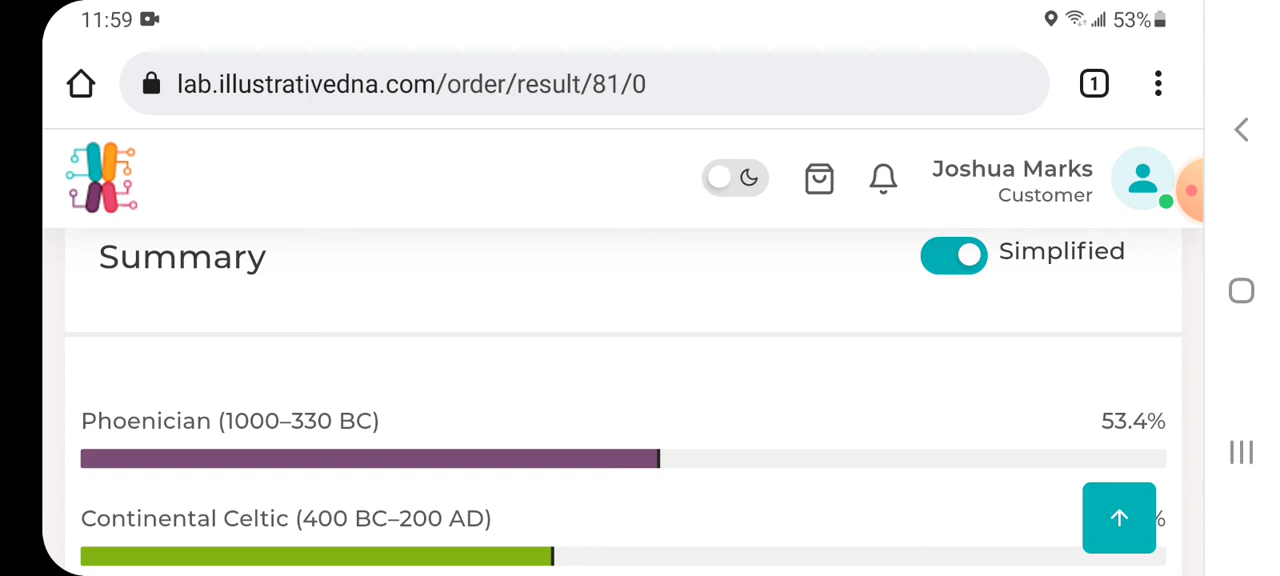 11:59 53%
lab.illustrativedna.com/order/result/81/0 1
Joshua Marks
Customer
Summary Simplified
Phoenician (1000–330 BC) 53.4%
Continental Celtic (400 BC–200 AD) %